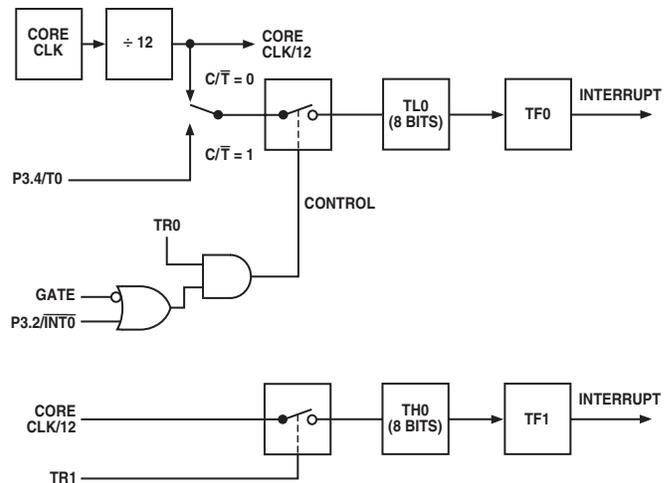 CORE
CLK
÷ 12
CORE
CLK/12
C/T̅ = 0
TL0
(8 BITS)
TF0
INTERRUPT
C/T̅ = 1
P3.4/T0
CONTROL
TR0
GATE
P3.2/I̅N̅T̅0̅
CORE
CLK/12
TH0
(8 BITS)
TF1
INTERRUPT
TR1